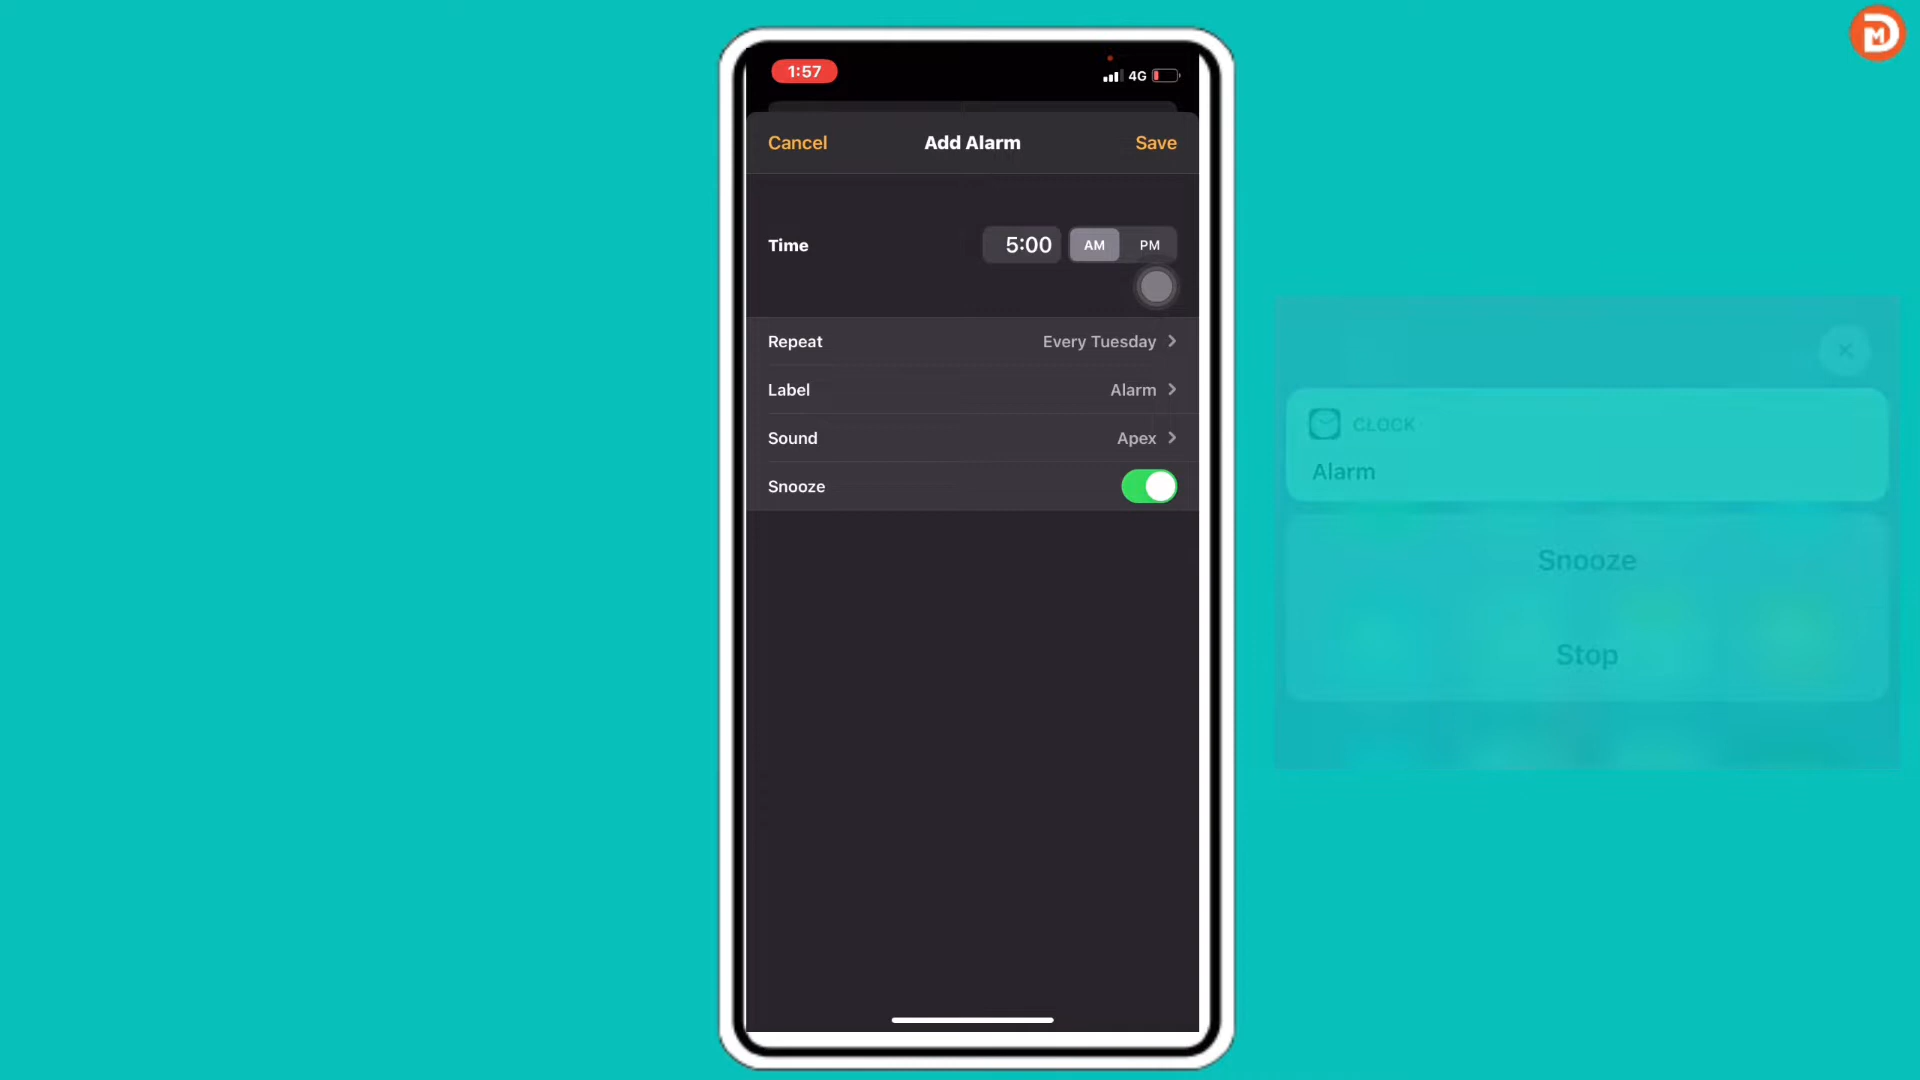 1:57
4G
Cancel Add Alarm Save
Time 5:00 AM PM
Repeat Every Tuesday
Label Alarm
Sound Apex
Snooze
CLOCK
Alarm
Snooze
Stop
DM